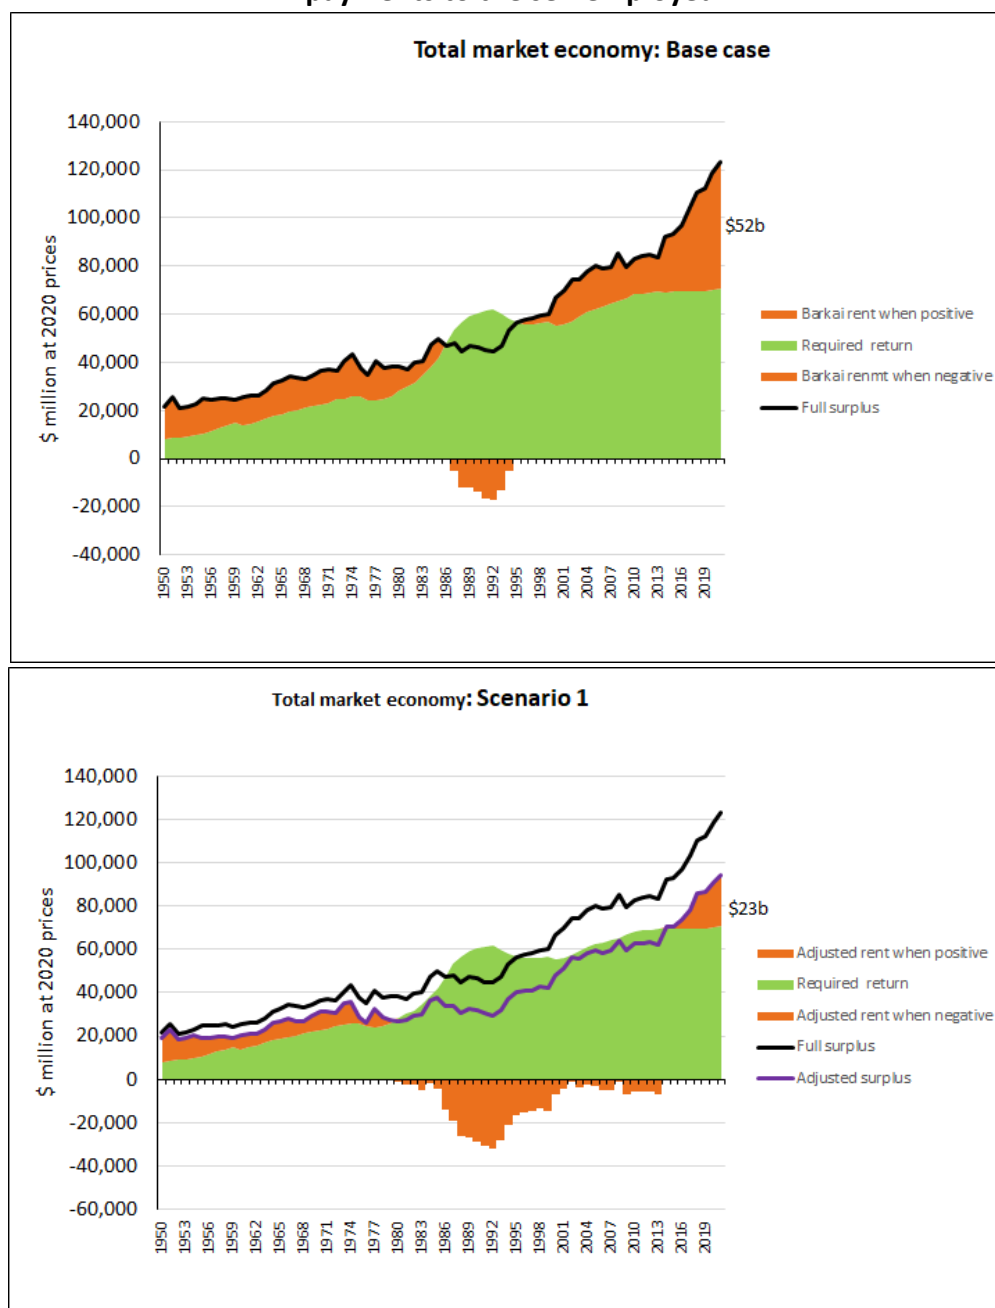 Total market economy: Base case
140,000
120,000
100,000
80,000
60,000
40,000
20,000
0
-20,000
-40,000
$ million at 2020 prices
$52b
Barkai rent when positive
Required return
Barkai renmt when negative
Full surplus
1950 1953 1956 1959 1962 1965 1968 1971 1974 1977 1980 1983 1986 1989 1992 1995 1998 2001 2004 2007 2010 2013 2016 2019
Total market economy: Scenario 1
140,000
120,000
100,000
80,000
60,000
40,000
20,000
0
-20,000
-40,000
-60,000
$ million at 2020 prices
$23b
Adjusted rent when positive
Required return
Adjusted rent when negative
Full surplus
Adjusted surplus
1950 1953 1956 1959 1962 1965 1968 1971 1974 1977 1980 1983 1986 1989 1992 1995 1998 2001 2004 2007 2010 2013 2016 2019